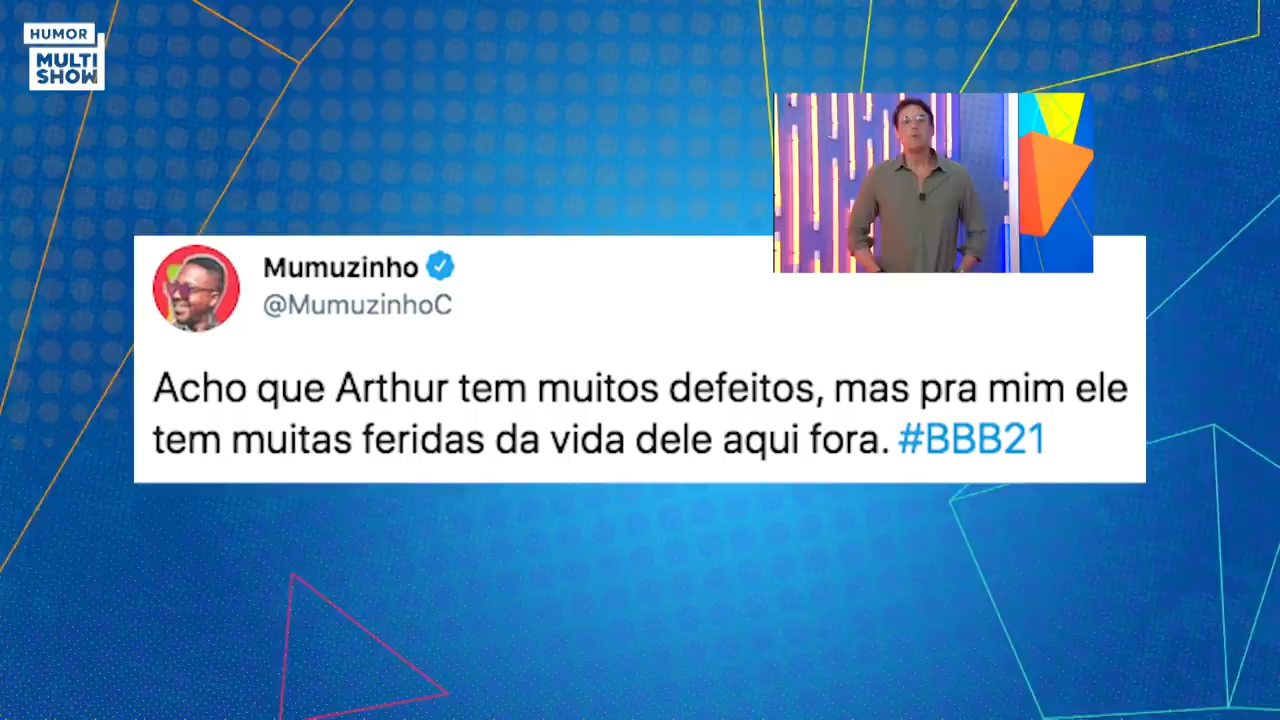 HUMOR
MULTI
SHOW
Mumuzinho
@MumuzinhoC
Acho que Arthur tem muitos defeitos, mas pra mim ele
tem muitas feridas da vida dele aqui fora. #BBB21